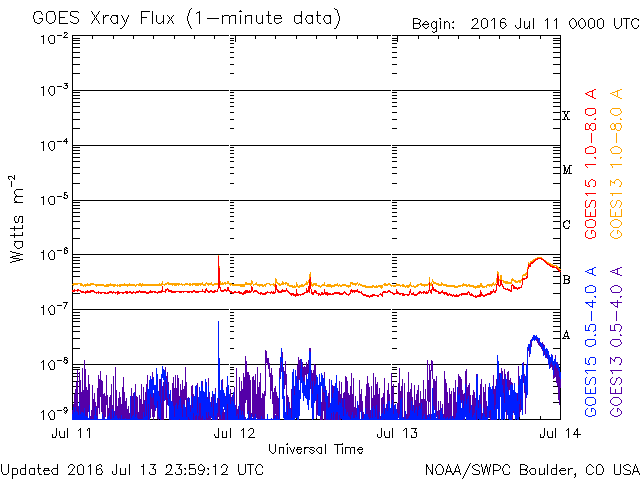 GOES Xray Flux (1-minute data)
Begin: 2016 Jul 11 0000 UTC
10-2
10-3
10-4
10-5
10-6
10-7
10-8
10-9
Watts m-2
X
M
C
B
A
GOES15 1.0-8.0 A
GOES13 1.0-8.0 A
GOES15 0.5-4.0 A
GOES13 0.5-4.0 A
Jul 11 Jul 12 Jul 13 Jul 14
Universal Time
Updated 2016 Jul 13 23:59:12 UTC
NOAA/SWPC Boulder, CO USA